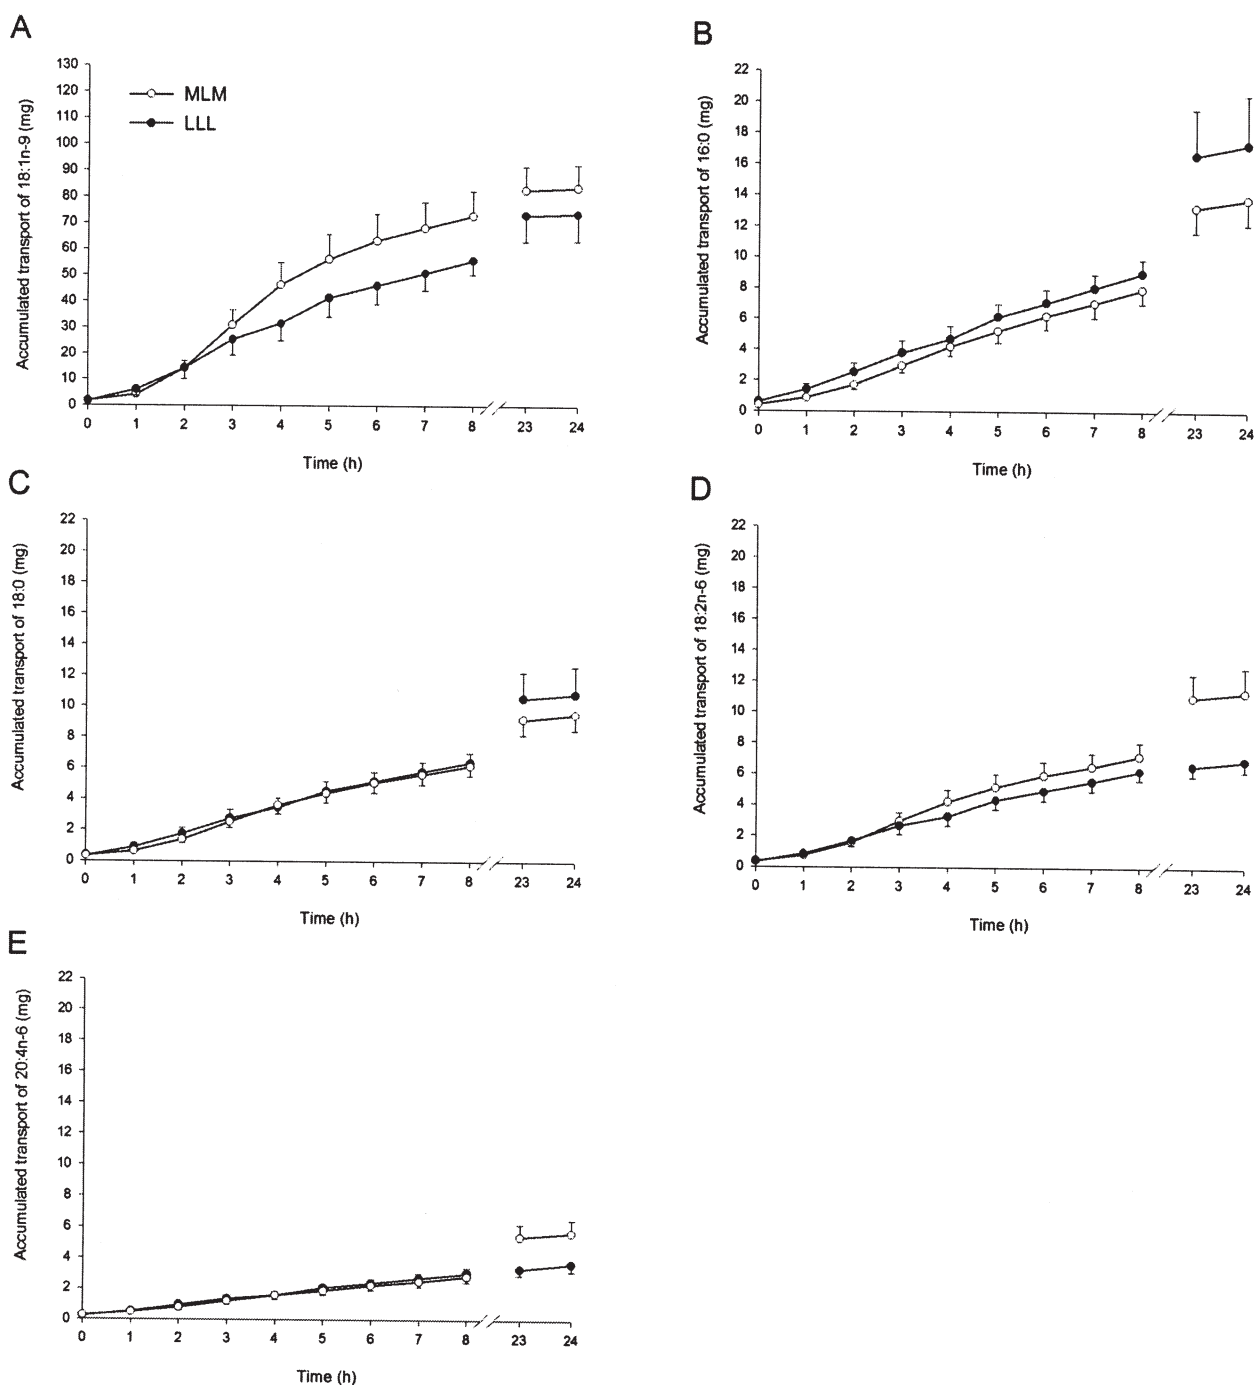 A
Accumulated transport of 18:1n-9 (mg)
130
120
110
100
90
80
70
60
50
40
30
20
10
0
MLM
LLL
0 1 2 3 4 5 6 7 8 23 24
Time (h)
B
Accumulated transport of 16:0 (mg)
22
20
18
16
14
12
10
8
6
4
2
0
0 1 2 3 4 5 6 7 8 23 24
Time (h)
C
Accumulated transport of 18:0 (mg)
22
20
18
16
14
12
10
8
6
4
2
0
0 1 2 3 4 5 6 7 8 23 24
Time (h)
D
Accumulated transport of 18:2n-6 (mg)
22
20
18
16
14
12
10
8
6
4
2
0
0 1 2 3 4 5 6 7 8 23 24
Time (h)
E
Accumulated transport of 20:4n-6 (mg)
22
20
18
16
14
12
10
8
6
4
2
0
0 1 2 3 4 5 6 7 8 23 24
Time (h)